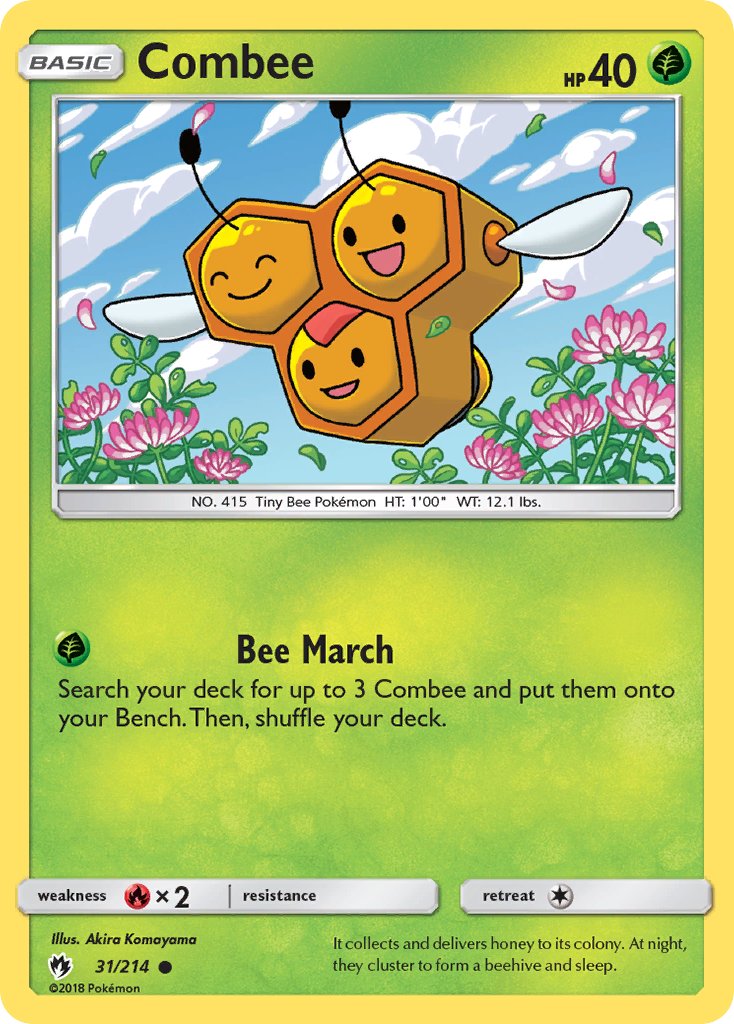 BASIC Combee HP 40
NO. 415 Tiny Bee Pokémon HT: 1'00" WT: 12.1 lbs.
Bee March
Search your deck for up to 3 Combee and put them onto
your Bench. Then, shuffle your deck.
weakness × 2 resistance retreat
Illus. Akira Komayama
31/214
©2018 Pokémon
It collects and delivers honey to its colony. At night,
they cluster to form a beehive and sleep.